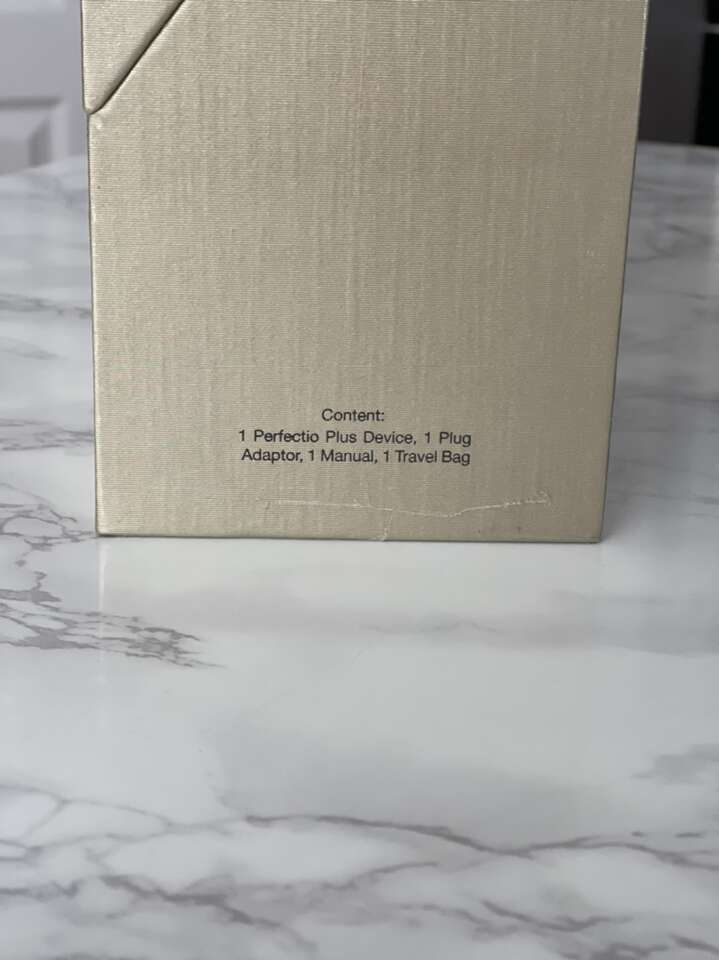 Content:
1 Perfectio Plus Device, 1 Plug
Adaptor, 1 Manual, 1 Travel Bag